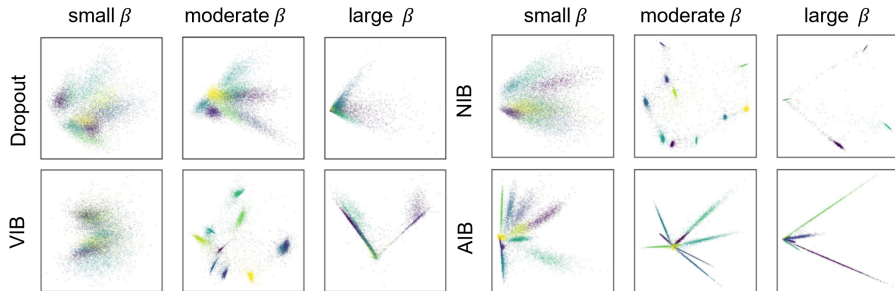 small β moderate β large β small β moderate β large β
Dropout NIB
VIB AIB